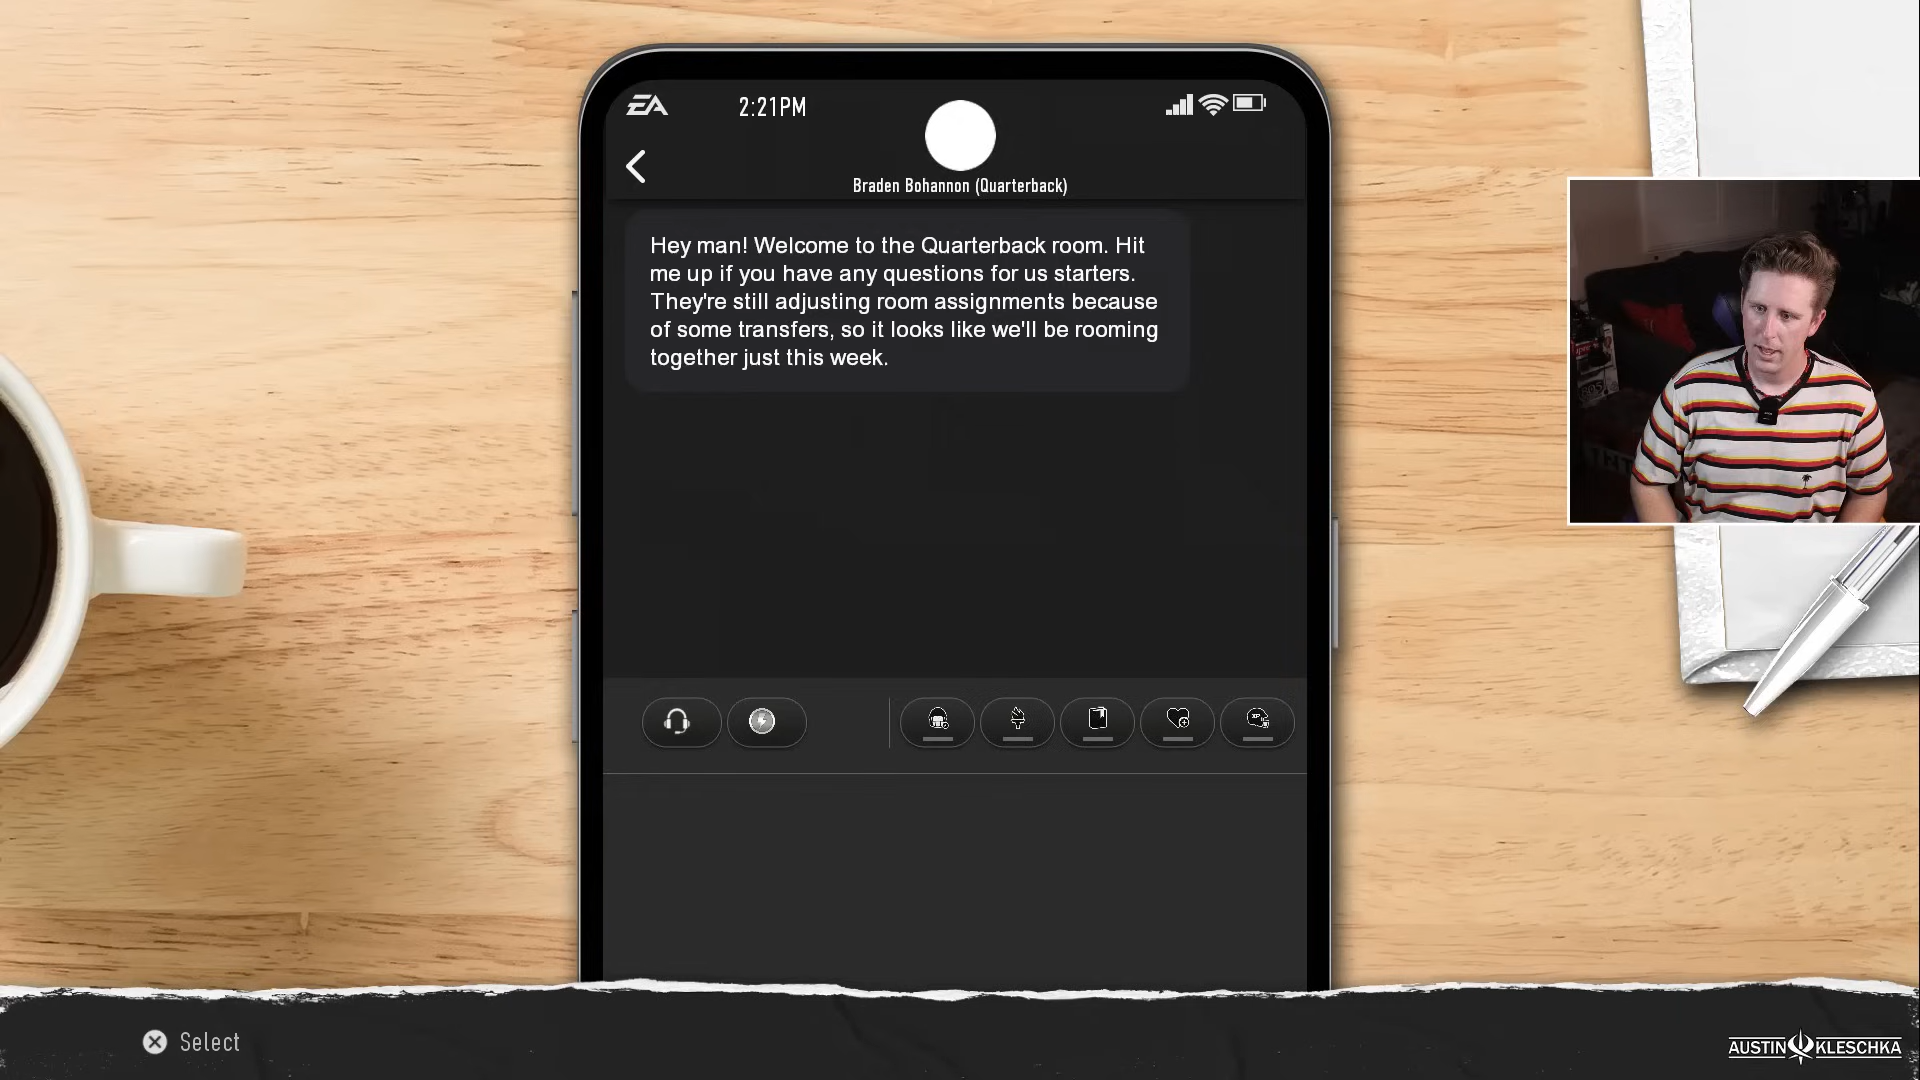 EA
2:21PM
Braden Bohannon (Quarterback)
Hey man! Welcome to the Quarterback room. Hit
me up if you have any questions for us starters.
They're still adjusting room assignments because
of some transfers, so it looks like we'll be rooming
together just this week.
XP
Select
AUSTIN KLESCHKA